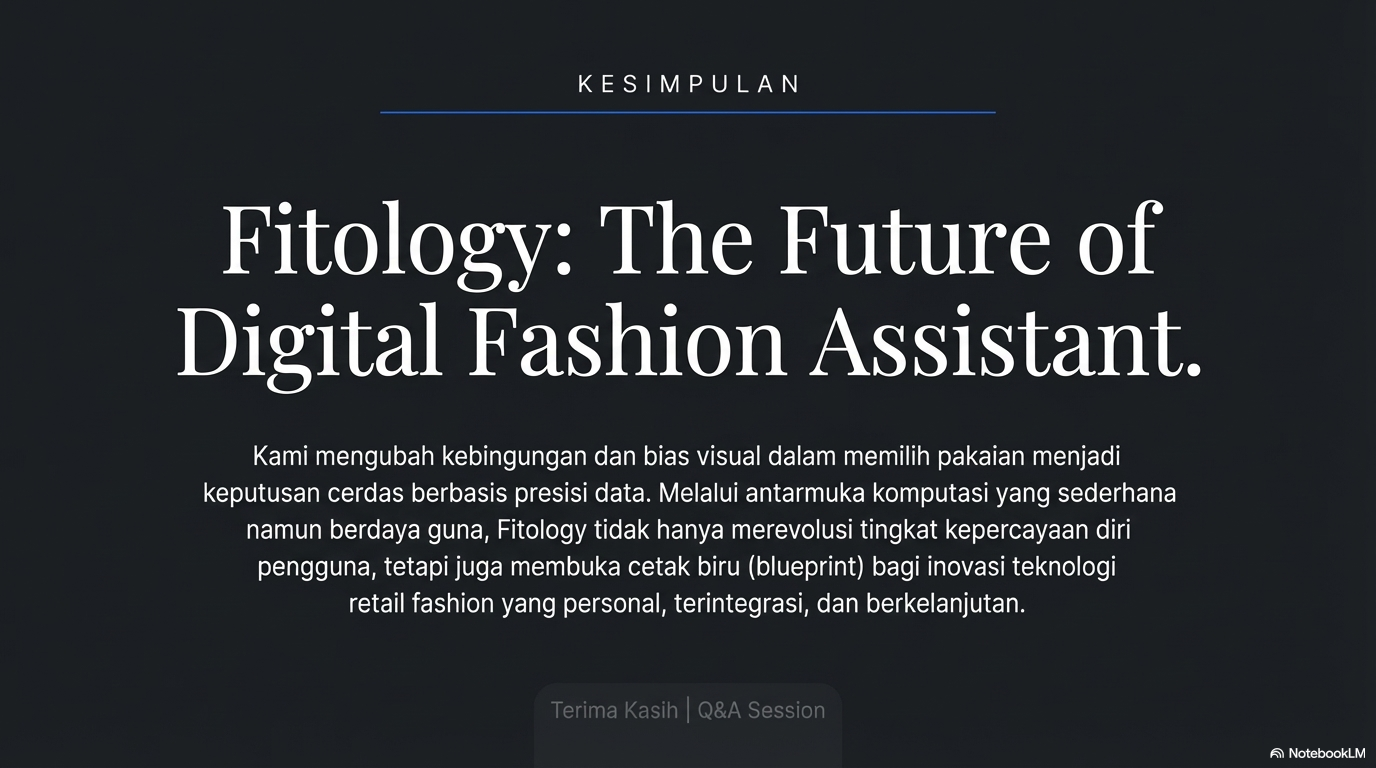 KESIMPULAN
Fitology: The Future of
Digital Fashion Assistant.
Kami mengubah kebingungan dan bias visual dalam memilih pakaian menjadi
keputusan cerdas berbasis presisi data. Melalui antarmuka komputasi yang sederhana
namun berdaya guna, Fitology tidak hanya merevolusi tingkat kepercayaan diri
pengguna, tetapi juga membuka cetak biru (blueprint) bagi inovasi teknologi
retail fashion yang personal, terintegrasi, dan berkelanjutan.
Terima Kasih | Q&A Session
NotebookLM